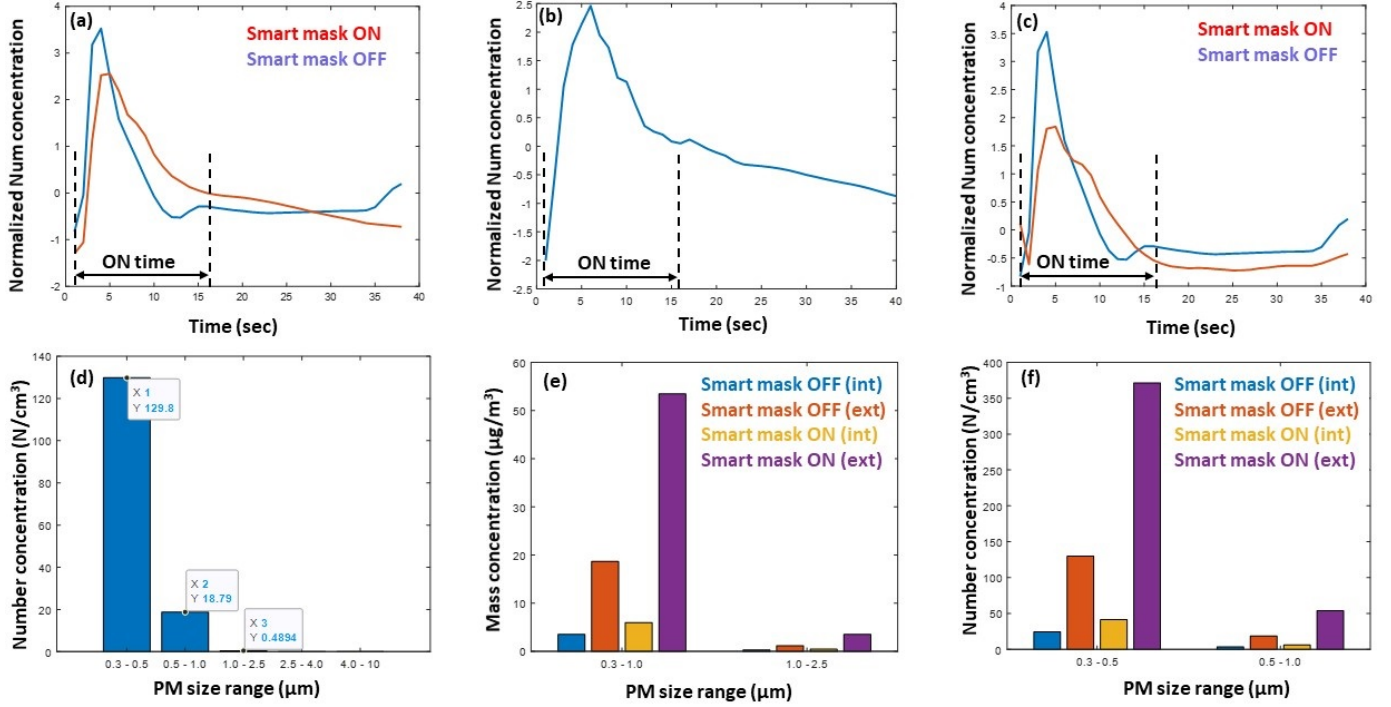 (a)
Smart mask ON
Smart mask OFF
Normalized Num concentration
4
3
2
1
0
-1
-2
ON time
0 5 10 15 20 25 30 35 40
Time (sec)
(b)
Normalized Num concentration
2.5
2
1.5
1
0.5
0
-0.5
-1
-1.5
-2
-2.5
ON time
0 5 10 15 20 25 30 35 40
Time (sec)
(c)
Smart mask ON
Smart mask OFF
Normalized Num concentration
4
3.5
3
2.5
2
1.5
1
0.5
0
-0.5
-1
ON time
0 5 10 15 20 25 30 35 40
Time (sec)
(d)
Number concentration (N/cm³)
140
120
100
80
60
40
20
0
X 1
Y 129.8
X 2
Y 18.79
X 3
Y 0.4894
0.3 - 0.5 0.5 - 1.0 1.0 - 2.5 2.5 - 4.0 4.0 - 10
PM size range (μm)
(e)
Smart mask OFF (int)
Smart mask OFF (ext)
Smart mask ON (int)
Smart mask ON (ext)
Mass concentration (μg/m³)
60
50
40
30
20
10
0
0.3 - 1.0 1.0 - 2.5
PM size range (μm)
(f)
Smart mask OFF (int)
Smart mask OFF (ext)
Smart mask ON (int)
Smart mask ON (ext)
Number concentration (N/cm³)
400
350
300
250
200
150
100
50
0
0.3 - 0.5 0.5 - 1.0
PM size range (μm)